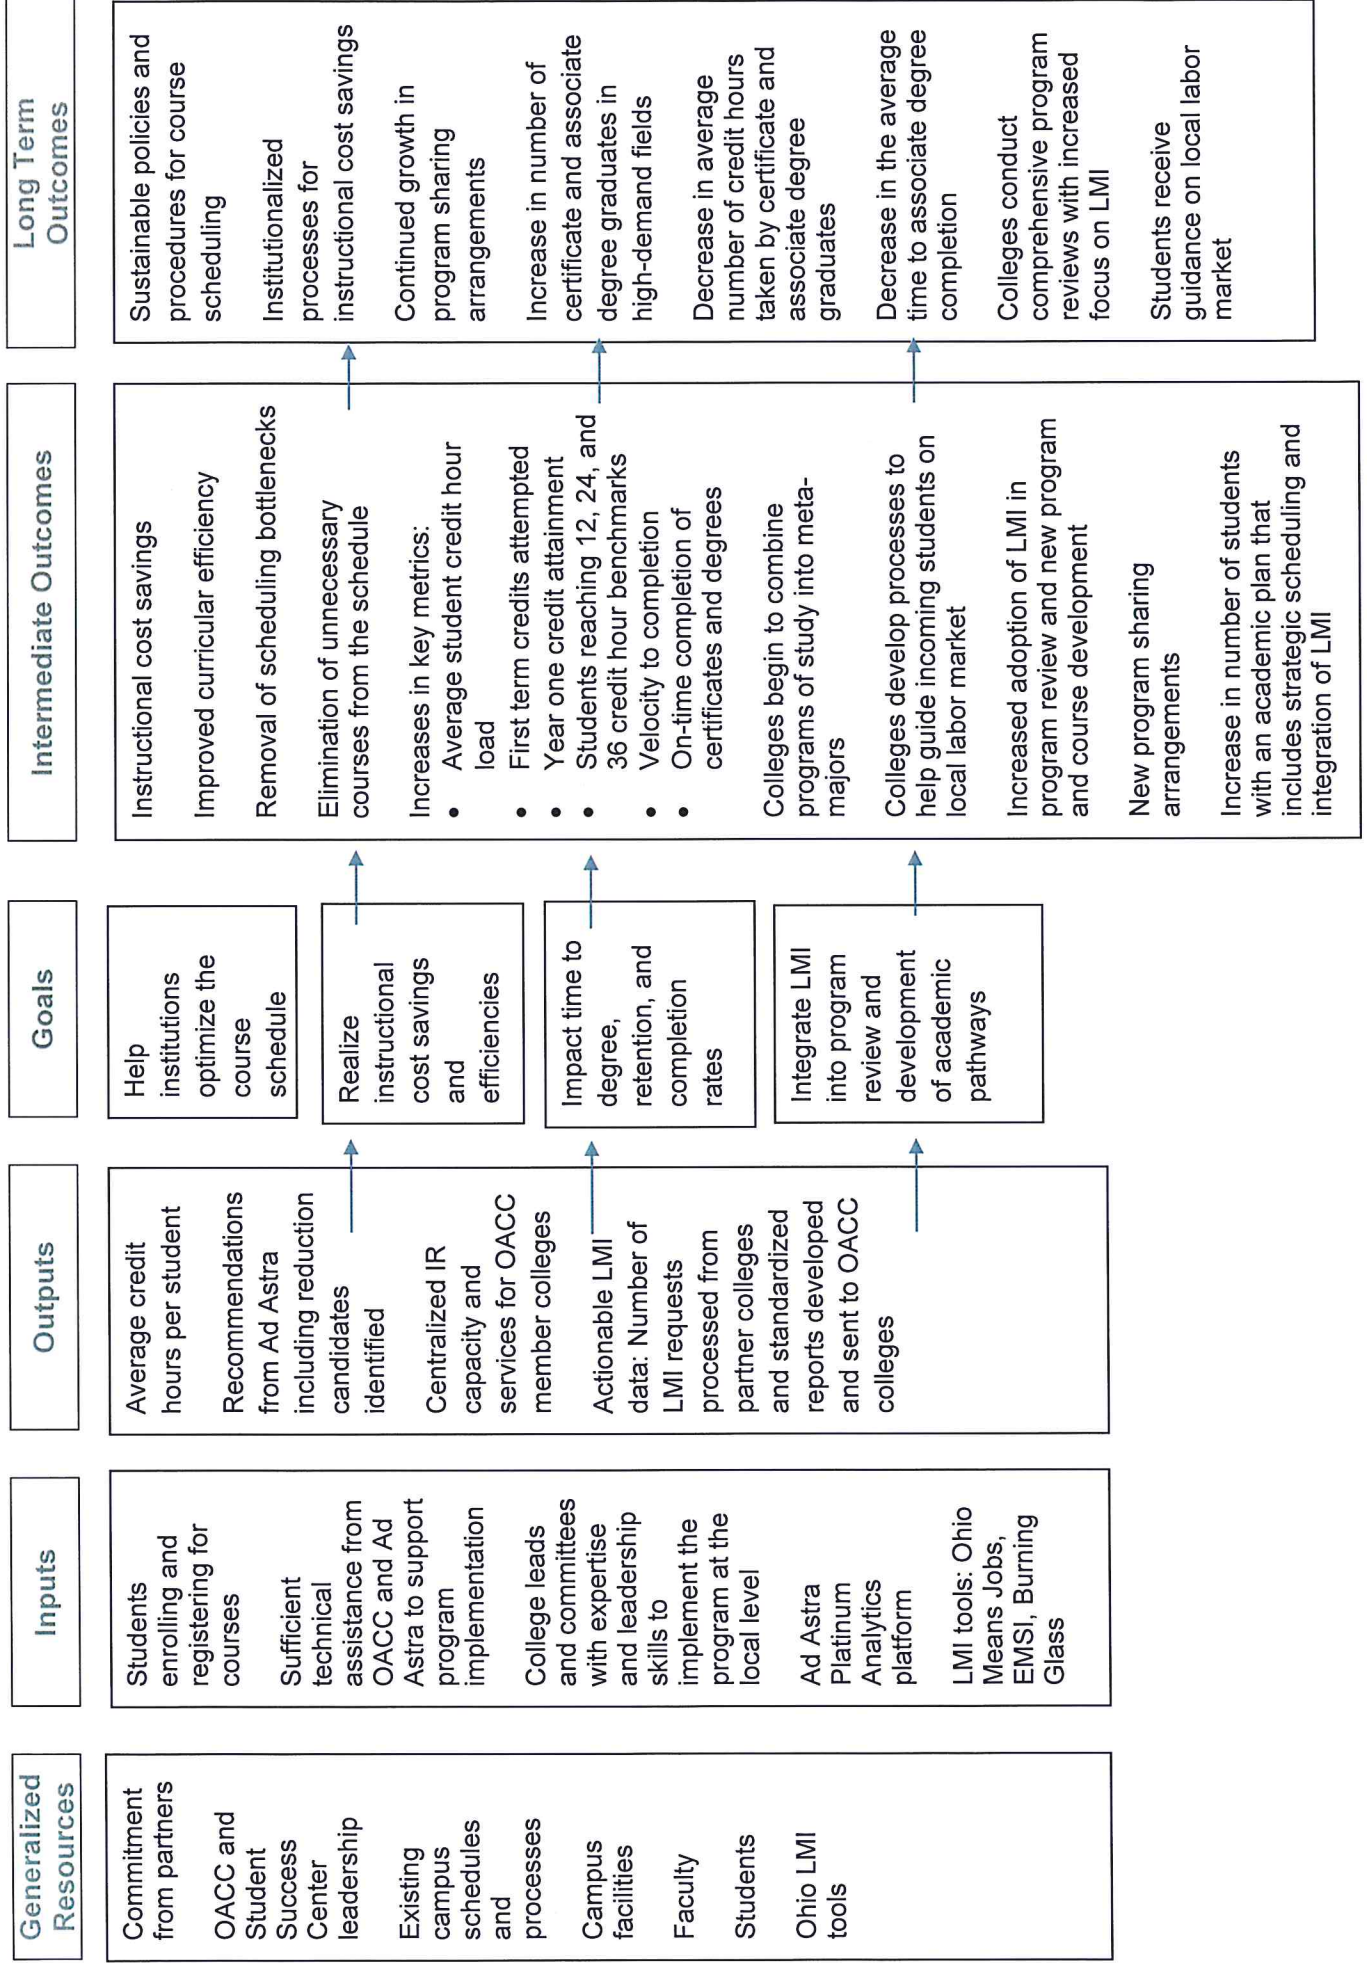 Generalized
Resources
Commitment
from partners
OACC and
Student
Success
Center
leadership
Existing
campus
schedules
and
processes
Campus
facilities
Faculty
Students
Ohio LMI
tools
Inputs
Students
enrolling and
registering for
courses
Sufficient
technical
assistance from
OACC and Ad
Astra to support
program
implementation
College leads
and committees
with expertise
and leadership
skills to
implement the
program at the
local level
Ad Astra
Platinum
Analytics
platform
LMI tools: Ohio
Means Jobs,
EMSI, Burning
Glass
Outputs
Average credit
hours per student
Recommendations
from Ad Astra
including reduction
candidates
identified
Centralized IR
capacity and
services for OACC
member colleges
Actionable LMI
data: Number of
LMI requests
processed from
partner colleges
and standardized
reports developed
and sent to OACC
colleges
Goals
Help
institutions
optimize the
course
schedule
Realize
instructional
cost savings
and
efficiencies
Impact time to
degree,
retention, and
completion
rates
Integrate LMI
into program
review and
development
of academic
pathways
Intermediate Outcomes
Instructional cost savings
Improved curricular efficiency
Removal of scheduling bottlenecks
Elimination of unnecessary
courses from the schedule
Increases in key metrics:
• Average student credit hour
load
• First term credits attempted
• Year one credit attainment
• Students reaching 12, 24, and
36 credit hour benchmarks
• Velocity to completion
• On-time completion of
certificates and degrees
Colleges begin to combine
programs of study into meta-
majors
Colleges develop processes to
help guide incoming students on
local labor market
Increased adoption of LMI in
program review and new program
and course development
New program sharing
arrangements
Increase in number of students
with an academic plan that
includes strategic scheduling and
integration of LMI
Long Term
Outcomes
Sustainable policies and
procedures for course
scheduling
Institutionalized
processes for
instructional cost savings
Continued growth in
program sharing
arrangements
Increase in number of
certificate and associate
degree graduates in
high-demand fields
Decrease in average
number of credit hours
taken by certificate and
associate degree
graduates
Decrease in the average
time to associate degree
completion
Colleges conduct
comprehensive program
reviews with increased
focus on LMI
Students receive
guidance on local labor
market